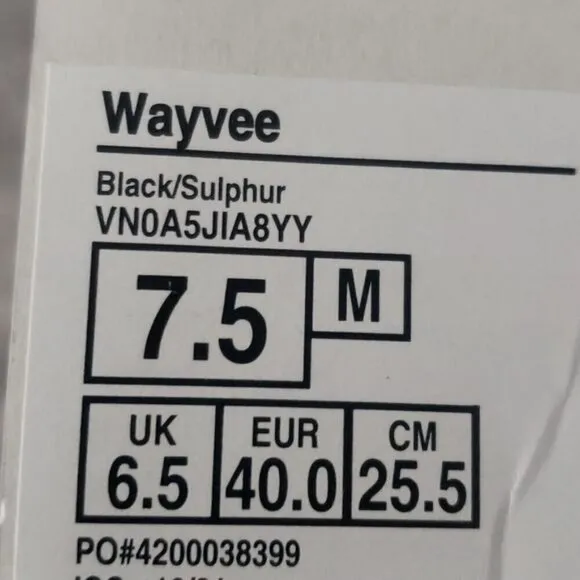 Wayvee
Black/Sulphur
VN0A5JIA8YY
7.5 M
UK EUR CM
6.5 40.0 25.5
PO#4200038399